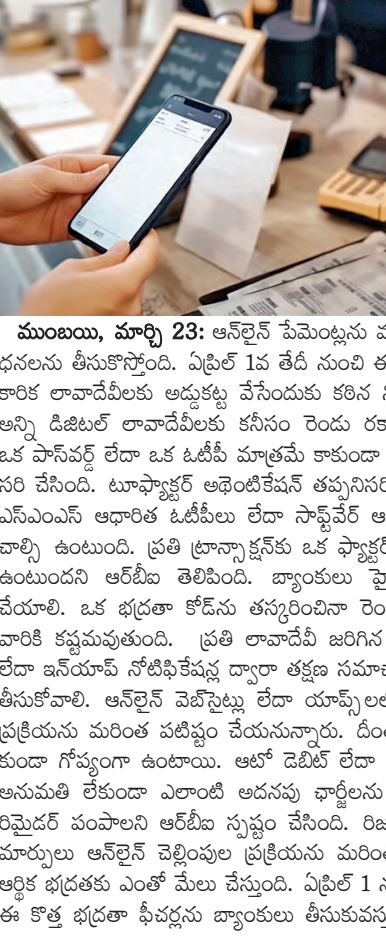 ముంబయి, మార్చి 23: ఆన్‌లైన్ పేమెంట్లను
ధనలను తీసుకొస్తోంది. ఏప్రిల్ 1వ తేదీ నుంచి
కారిక లావాదేవీలకు అడ్డుకట్ట వేసేందుకు కఠిన
అన్ని డిజిటల్ లావాదేవీలకు కనీసం రెండు రకా
ఒక పాస్‌వర్డ్ లేదా ఒక ఓటీపీ మాత్రమే కాకుండా
సరి చేసింది. టూఫ్యాక్టర్ అథెంటికేషన్ తప్పనిసరి
ఎస్ఎంఎస్ ఆధారిత ఓటీపీలు లేదా సాఫ్ట్‌వేర్ ఆ
చాల్సి ఉంటుంది. ప్రతి ట్రాన్సాక్షన్‌కు ఒక ఫ్యాక్టర్
ఉంటుందని ఆర్‌బీఐ తెలిపింది. బ్యాంకులు హై
చేయాలి. ఒక భద్రతా కోడ్‌ను తస్కరించినా రెం
వారికి కష్టమవుతుంది. ప్రతి లావాదేవీ జరిగిన
లేదా ఇన్‌యాప్ నోటిఫికేషన్ల ద్వారా తక్షణ సమాచ
తీసుకోవాలి. ఆన్‌లైన్ వెబ్‌సైట్లు లేదా యాప్స్‌లలో
ప్రక్రియను మరింత పటిష్టం చేయనున్నారు. దీంతో
కుండా గోప్యంగా ఉంటాయి. ఆటో డెబిట్ లేదా
అనుమతి లేకుండా ఎలాంటి అదనపు ఛార్జీలను
రిమైడర్ పంపాలని ఆర్‌బీఐ స్పష్టం చేసింది. రిజ
మార్పులు ఆన్‌లైన్ చెల్లింపుల ప్రక్రియను మరింత
ఆర్థిక భద్రతకు ఎంతో మేలు చేస్తుంది. ఏప్రిల్ 1
ఈ కొత్త భద్రతా ఫీచర్లను బ్యాంకులు తీసుకువస్తు